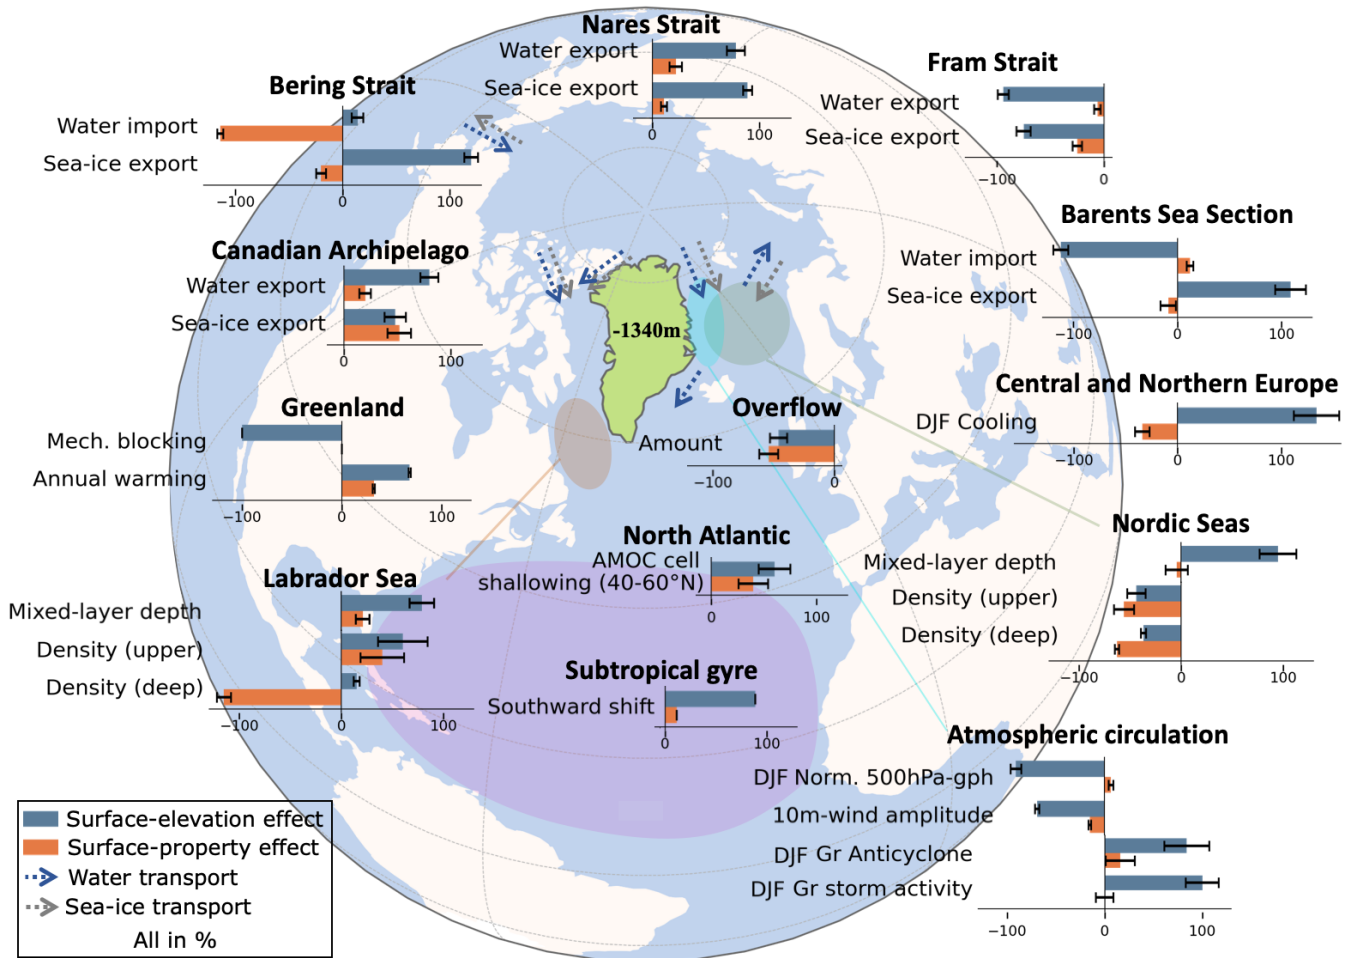 Nares Strait
Water export
Sea-ice export
0 100
Fram Strait
Water export
Sea-ice export
−100 0
Bering Strait
Water import
Sea-ice export
−100 0 100
Barents Sea Section
Water import
Sea-ice export
−100 0 100
Canadian Archipelago
Water export
Sea-ice export
0 100
-1340m
Central and Northern Europe
DJF Cooling
−100 0 100
Greenland
Mech. blocking
Annual warming
−100 0 100
Overflow
Amount
−100 0
Nordic Seas
Mixed-layer depth
Density (upper)
Density (deep)
−100 0 100
North Atlantic
AMOC cell
shallowing (40-60°N)
0 100
Labrador Sea
Mixed-layer depth
Density (upper)
Density (deep)
−100 0 100
Subtropical gyre
Southward shift
0 100
Atmospheric circulation
DJF Norm. 500hPa-gph
10m-wind amplitude
DJF Gr Anticyclone
DJF Gr storm activity
−100 0 100
Surface-elevation effect
Surface-property effect
Water transport
Sea-ice transport
All in %